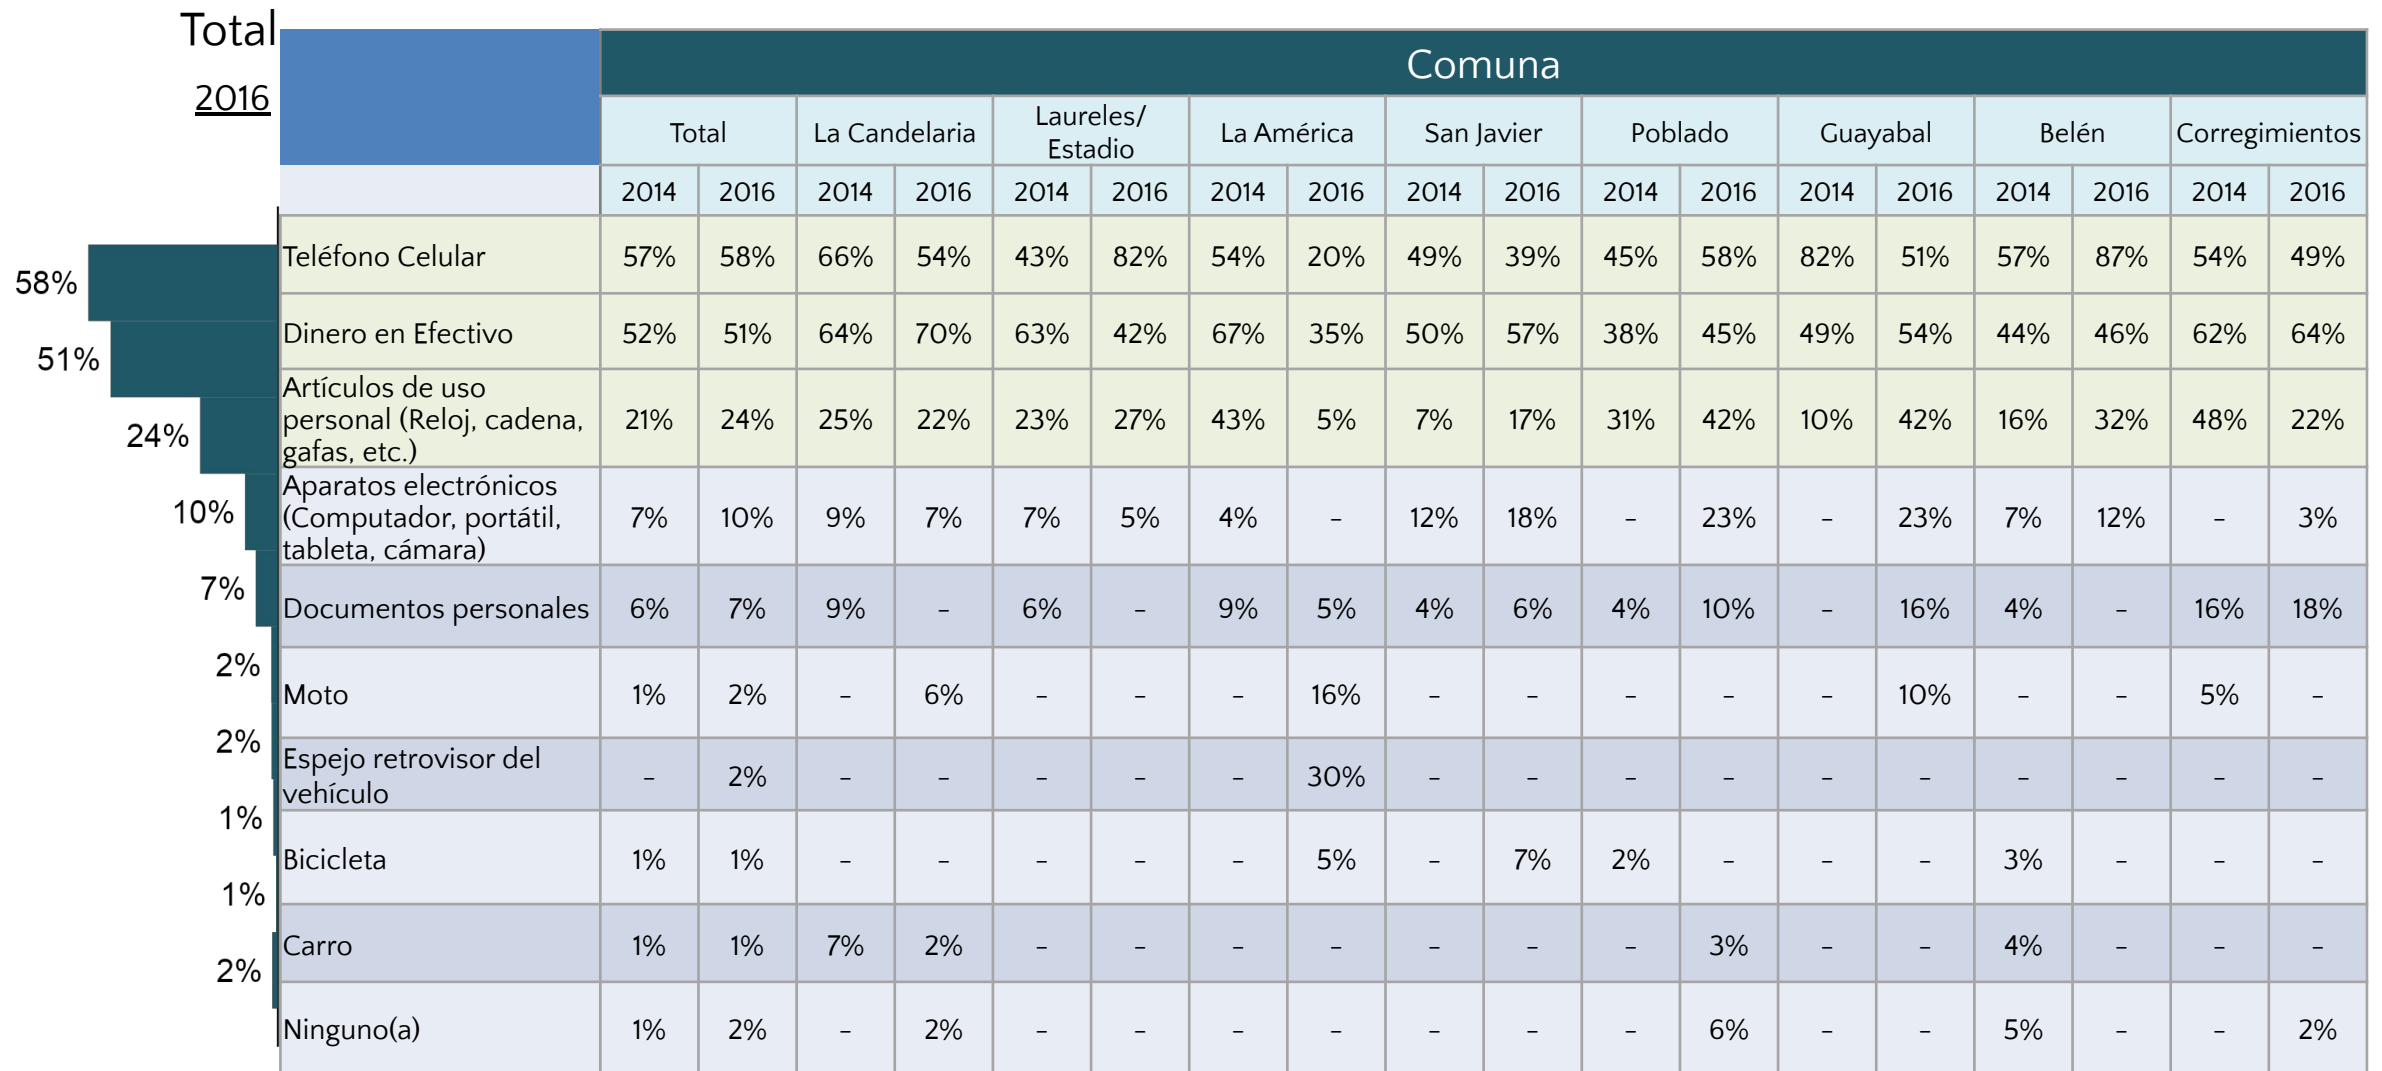 Total
2016
Comuna
Total La Candelaria Laureles/ Estadio La América San Javier Poblado Guayabal Belén Corregimientos
2014 2016 2014 2016 2014 2016 2014 2016 2014 2016 2014 2016 2014 2016 2014 2016 2014 2016
58%
51%
24%
10%
7%
2%
2%
1%
1%
2%
Teléfono Celular 57% 58% 66% 54% 43% 82% 54% 20% 49% 39% 45% 58% 82% 51% 57% 87% 54% 49%
Dinero en Efectivo 52% 51% 64% 70% 63% 42% 67% 35% 50% 57% 38% 45% 49% 54% 44% 46% 62% 64%
Artículos de uso
personal (Reloj, cadena,
gafas, etc.)
21% 24% 25% 22% 23% 27% 43% 5% 7% 17% 31% 42% 10% 42% 16% 32% 48% 22%
Aparatos electrónicos
(Computador, portátil,
tableta, cámara)
7% 10% 9% 7% 7% 5% 4% - 12% 18% - 23% - 23% 7% 12% - 3%
Documentos personales 6% 7% 9% - 6% - 9% 5% 4% 6% 4% 10% - 16% 4% - 16% 18%
Moto 1% 2% - 6% - - - 16% - - - - - 10% - - 5% -
Espejo retrovisor del
vehículo
- 2% - - - - - 30% - - - - - - - - - -
Bicicleta 1% 1% - - - - - 5% - 7% 2% - - - 3% - - -
Carro 1% 1% 7% 2% - - - - - - - 3% - - 4% - - -
Ninguno(a) 1% 2% - 2% - - - - - - - 6% - - 5% - - 2%